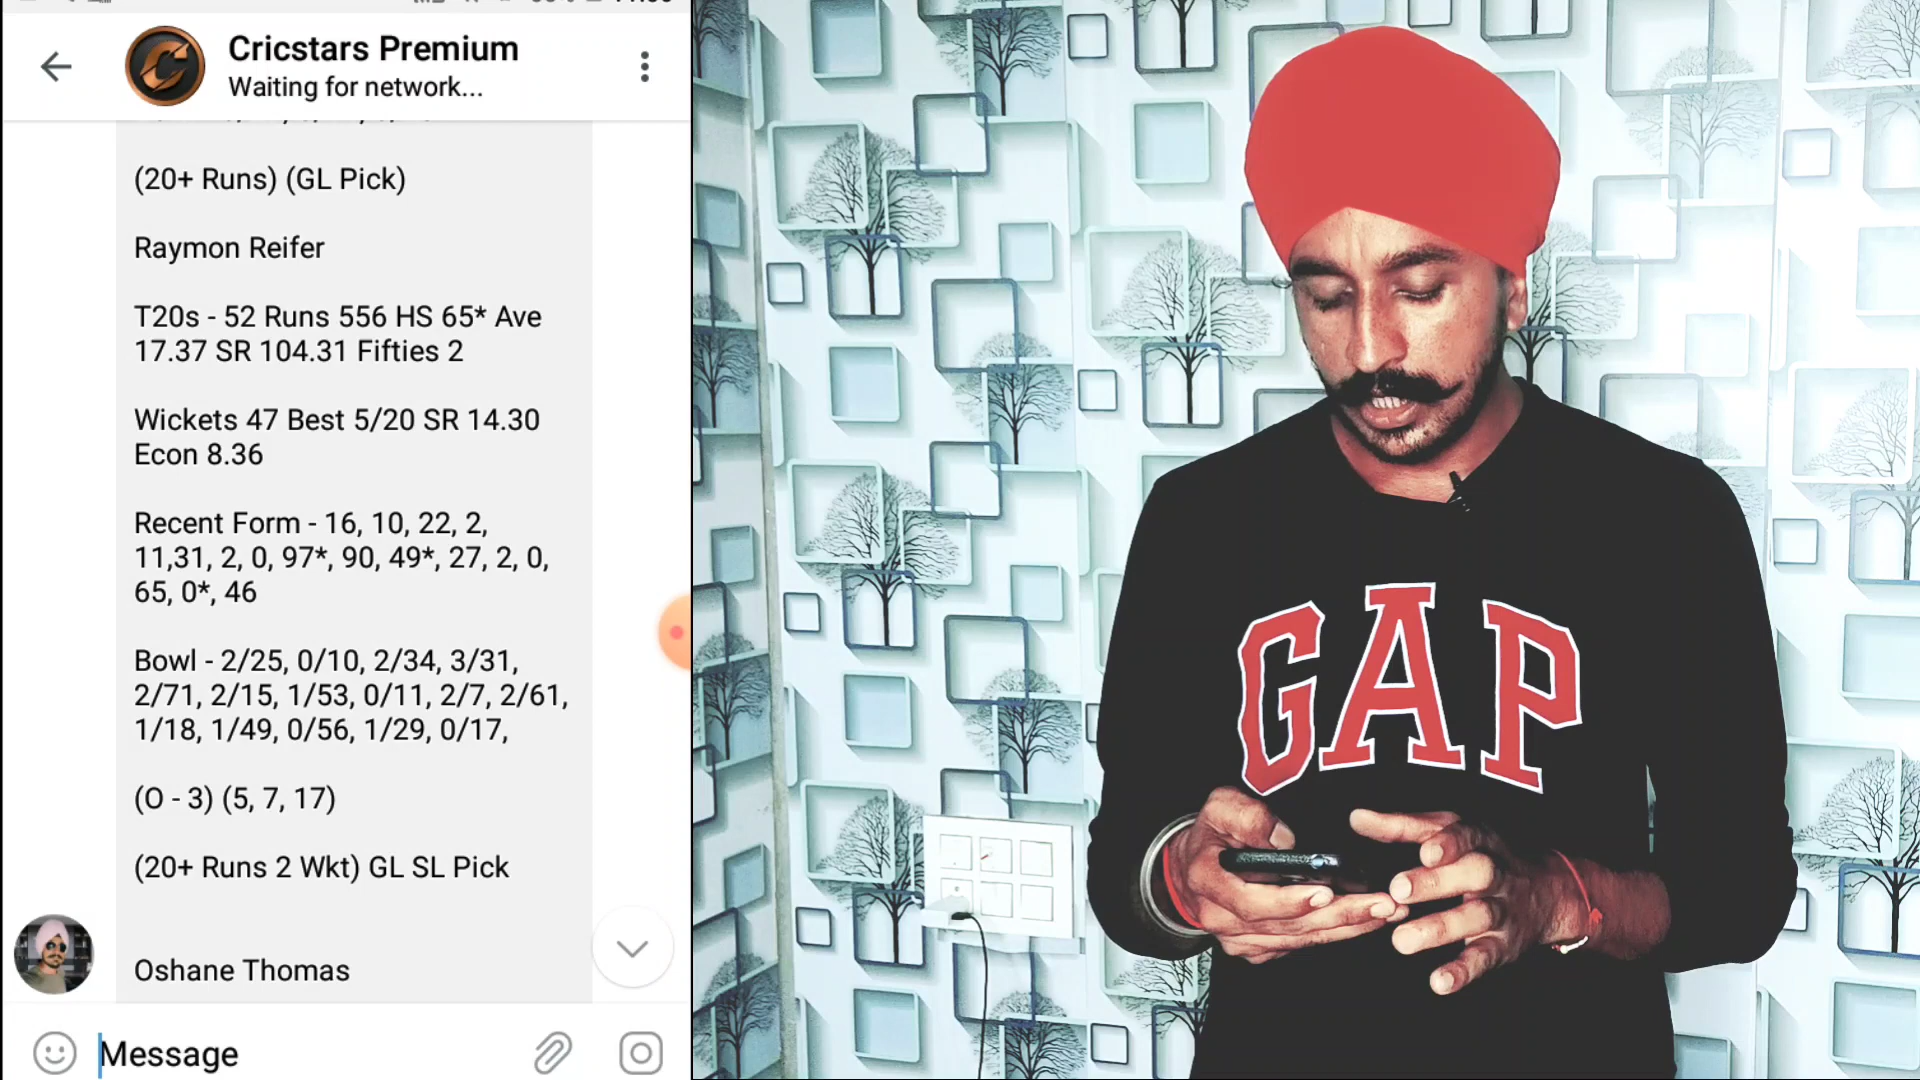 Cricstars Premium
Waiting for network...
(20+ Runs) (GL Pick)
Raymon Reifer
T20s - 52 Runs 556 HS 65* Ave
17.37 SR 104.31 Fifties 2
Wickets 47 Best 5/20 SR 14.30
Econ 8.36
Recent Form - 16, 10, 22, 2,
11,31, 2, 0, 97*, 90, 49*, 27, 2, 0,
65, 0*, 46
Bowl - 2/25, 0/10, 2/34, 3/31,
2/71, 2/15, 1/53, 0/11, 2/7, 2/61,
1/18, 1/49, 0/56, 1/29, 0/17,
(O - 3) (5, 7, 17)
(20+ Runs 2 Wkt) GL SL Pick
Oshane Thomas
Message
GAP